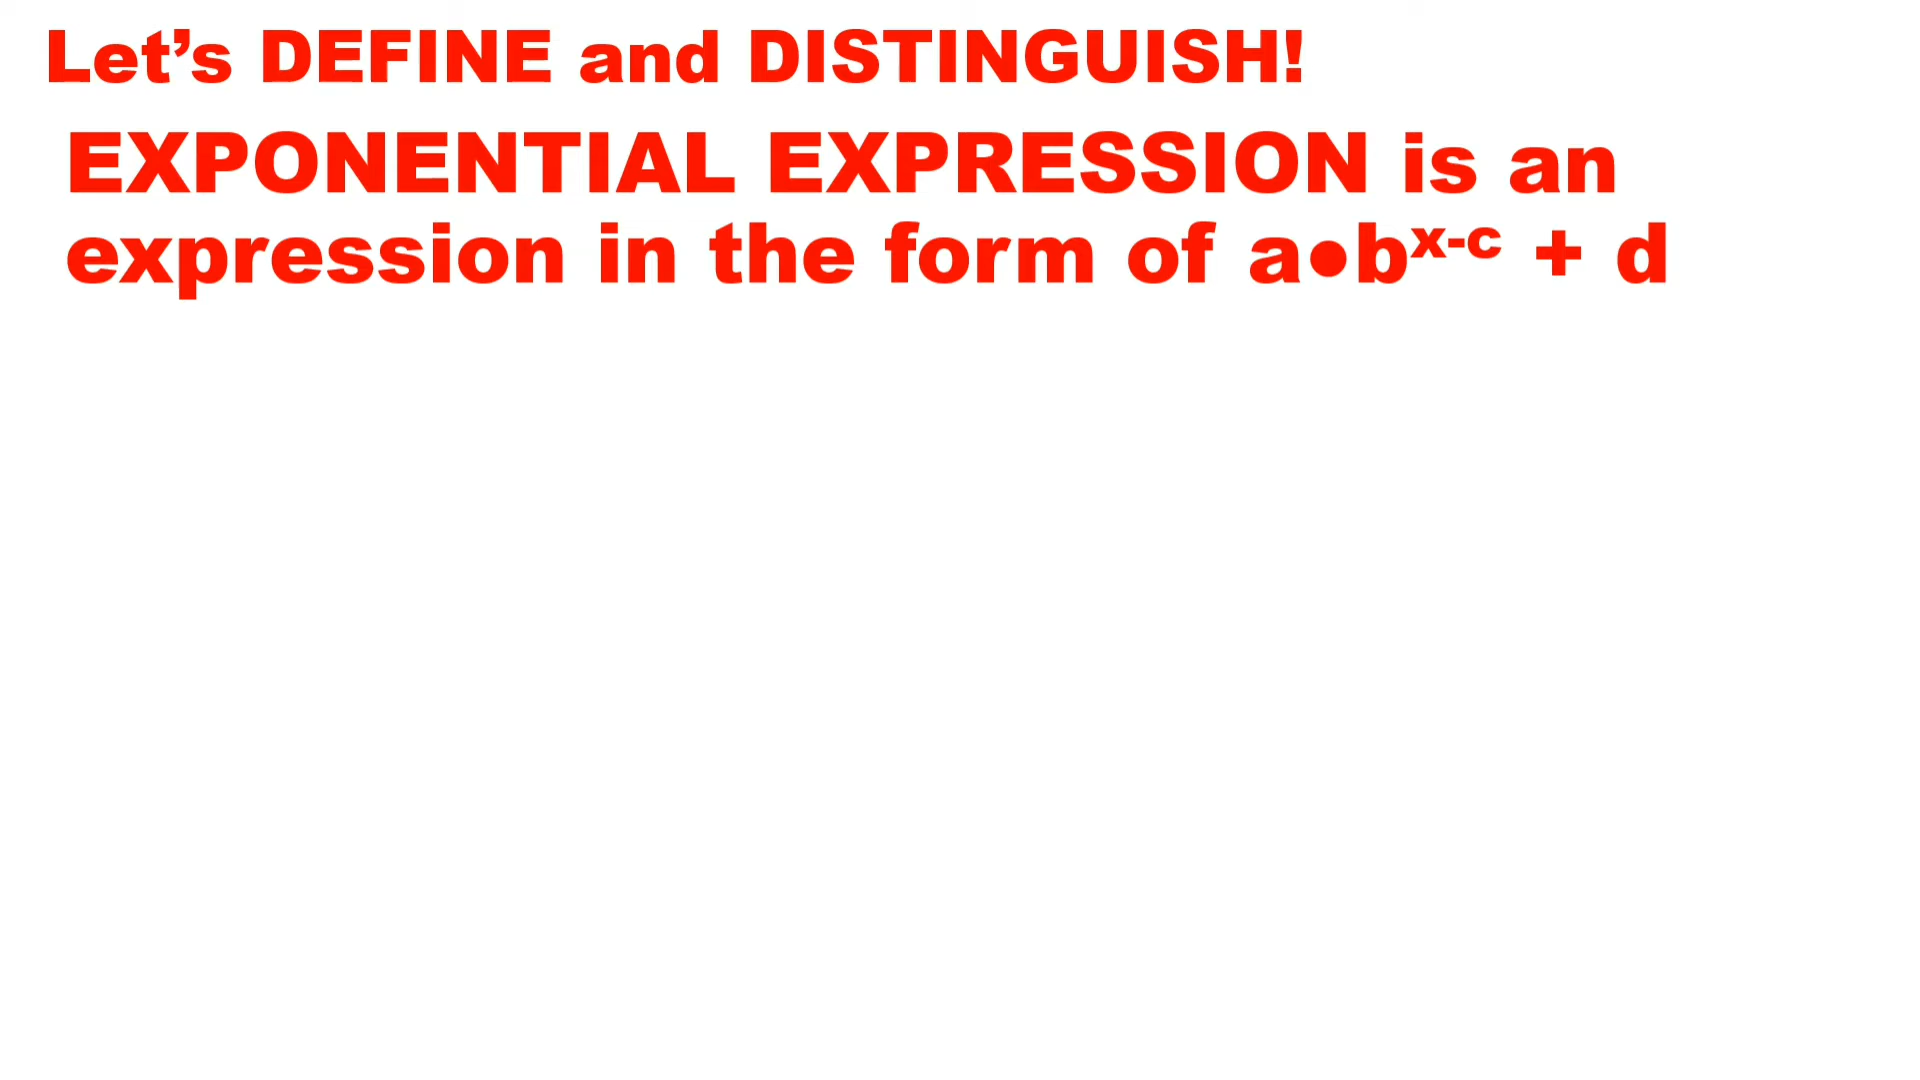 Let’s DEFINE and DISTINGUISH!
EXPONENTIAL EXPRESSION is an
expression in the form of a●bˣ⁻ᶜ + d